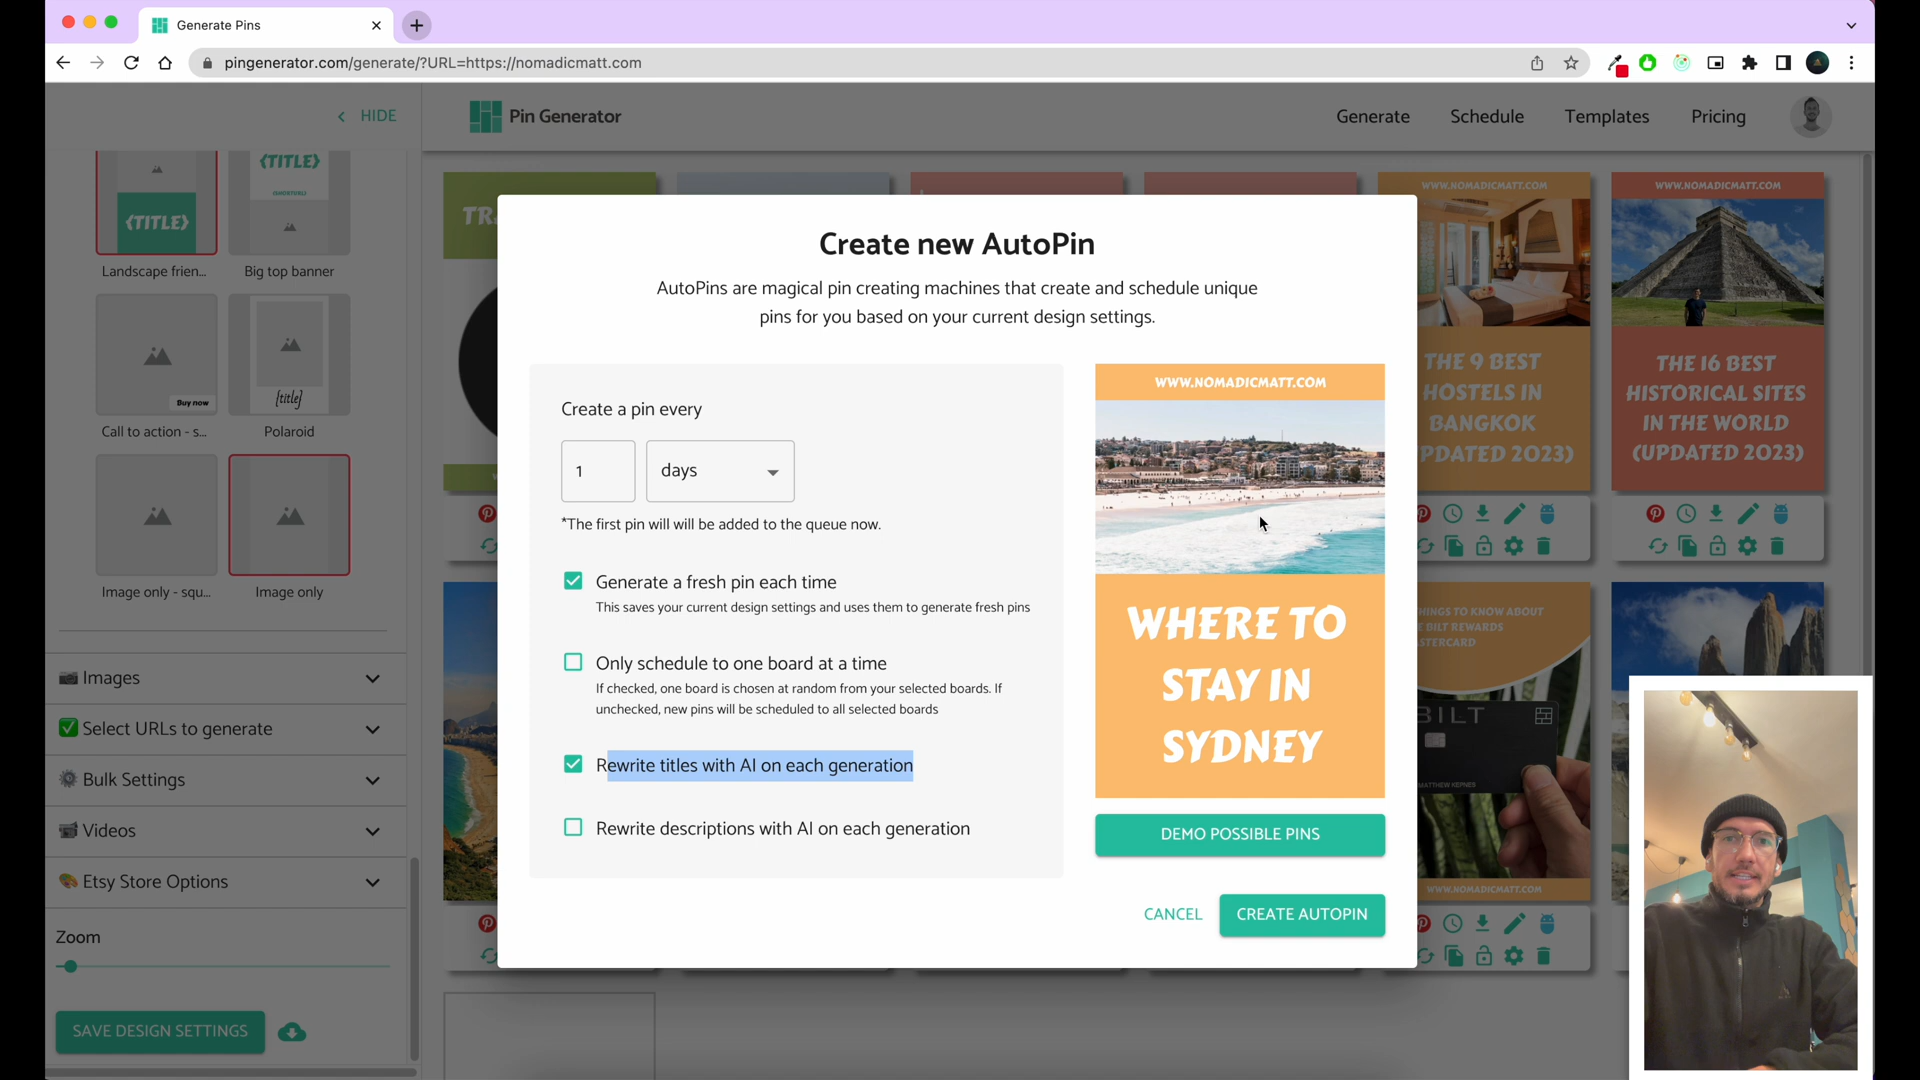 Generate Pins
pingenerator.com/generate/?URL=https://nomadicmatt.com
HIDE
Pin Generator
Generate
Schedule
Templates
Pricing
{TITLE}
{TITLE}
Landscape frien...
Big top banner
Buy now
{title}
Call to action - s...
Polaroid
Image only - squ...
Image only
Images
Select URLs to generate
Bulk Settings
Videos
Etsy Store Options
Zoom
SAVE DESIGN SETTINGS
Create new AutoPin
AutoPins are magical pin creating machines that create and schedule unique
pins for you based on your current design settings.
Create a pin every
1
days
*The first pin will will be added to the queue now.
Generate a fresh pin each time
This saves your current design settings and uses them to generate fresh pins
Only schedule to one board at a time
If checked, one board is chosen at random from your selected boards. If
unchecked, new pins will be scheduled to all selected boards
Rewrite titles with AI on each generation
Rewrite descriptions with AI on each generation
WWW.NOMADICMATT.COM
WHERE TO
STAY IN
SYDNEY
DEMO POSSIBLE PINS
CANCEL
CREATE AUTOPIN
WWW.NOMADICMATT.COM
THE 9 BEST
HOSTELS IN
BANGKOK
PDATED 2023)
WWW.NOMADICMATT.COM
THE 16 BEST
HISTORICAL SITES
IN THE WORLD
(UPDATED 2023)
HINGS TO KNOW ABOUT
BILT REWARDS
ASTERCARD
BILT
MATTHEW KEPNES
WWW.NOMADICMATT.COM